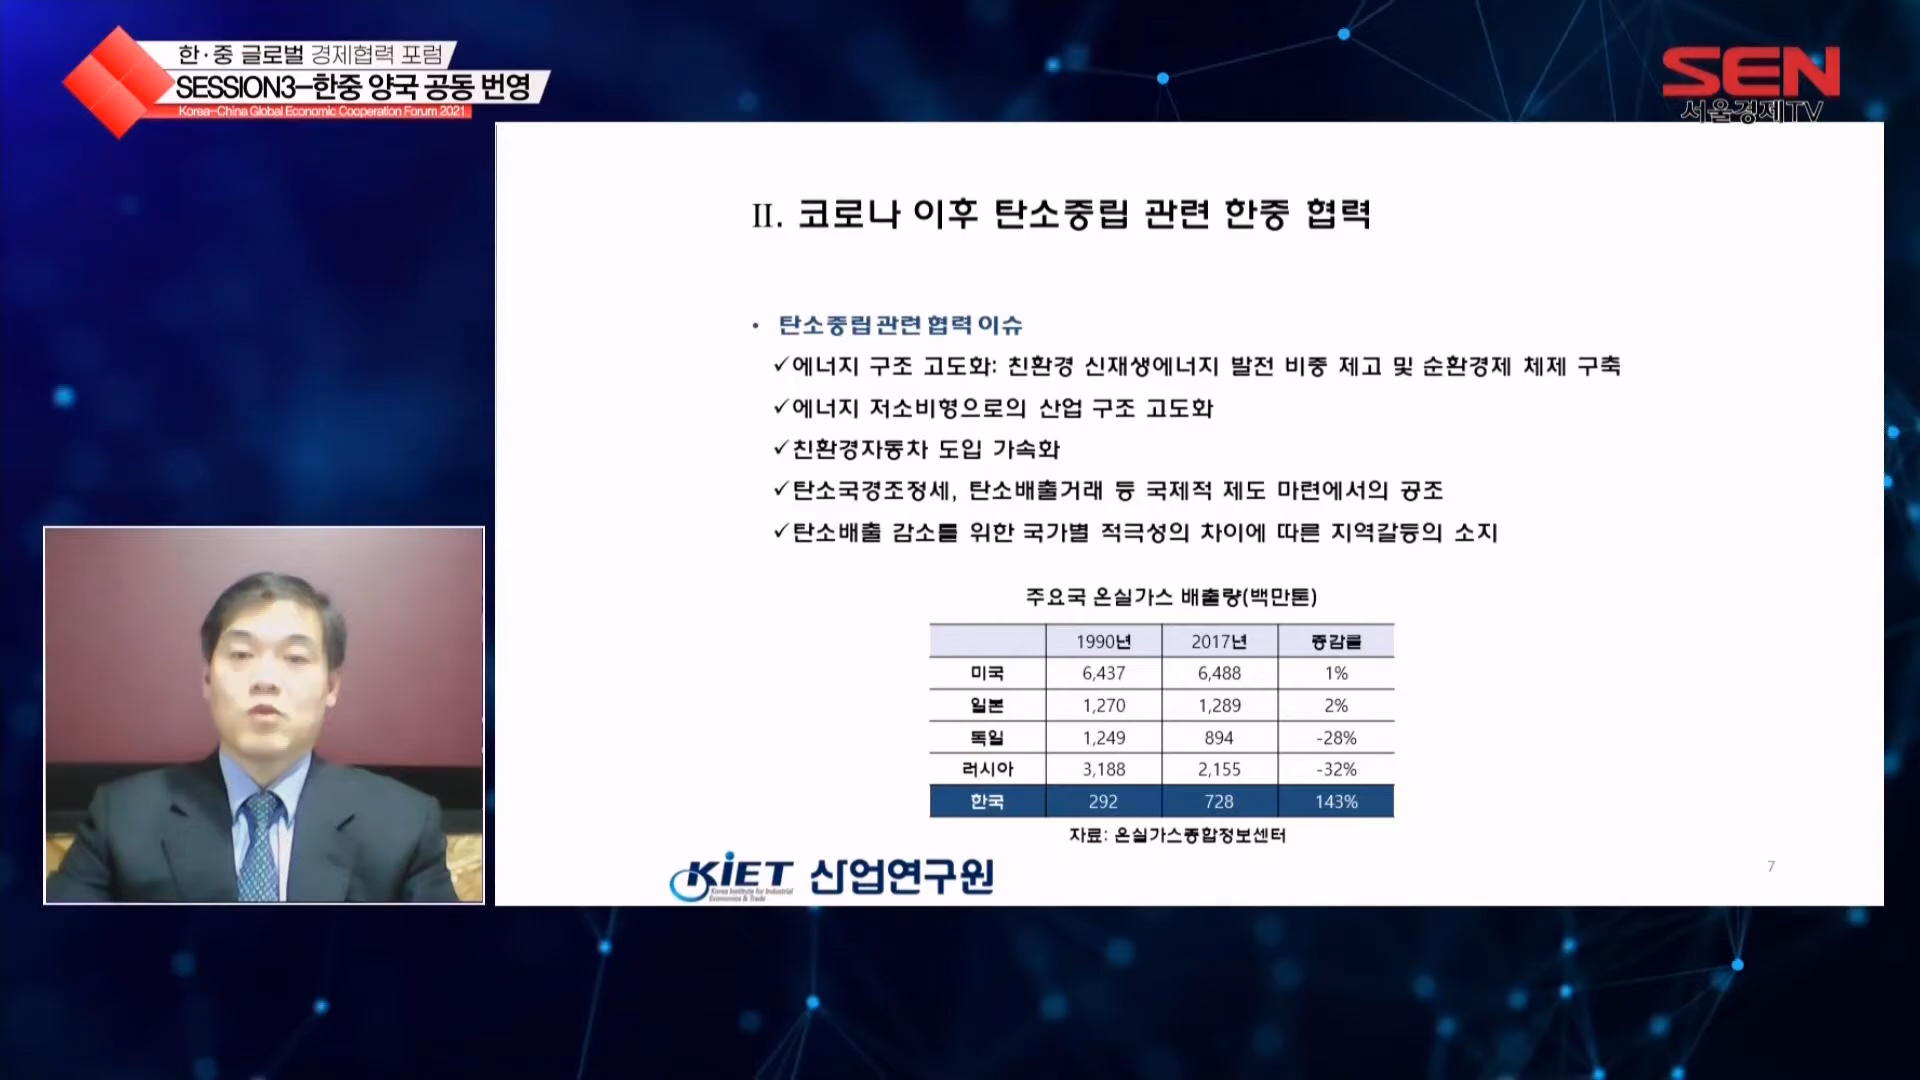 한·중 글로벌 경제협력 포럼
SESSION3-한중 양국 공동 번영
Korea-China Global Economic Cooperation Forum 2021
SEN
서울경제TV
II. 코로나 이후 탄소중립 관련 한중 협력
• 탄소중립 관련 협력 이슈
✓에너지 구조 고도화: 친환경 신재생에너지 발전 비중 제고 및 순환경제 체제 구축
✓에너지 저소비형으로의 산업 구조 고도화
✓친환경자동차 도입 가속화
✓탄소국경조정세, 탄소배출거래 등 국제적 제도 마련에서의 공조
✓탄소배출 감소를 위한 국가별 적극성의 차이에 따른 지역갈등의 소지
주요국 온실가스 배출량(백만톤)
1990년 2017년 증감률
미국 6,437 6,488 1%
일본 1,270 1,289 2%
독일 1,249 894 -28%
러시아 3,188 2,155 -32%
한국 292 728 143%
자료: 온실가스종합정보센터
KIET 산업연구원
Korea Institute for Industrial
Economics & Trade
7